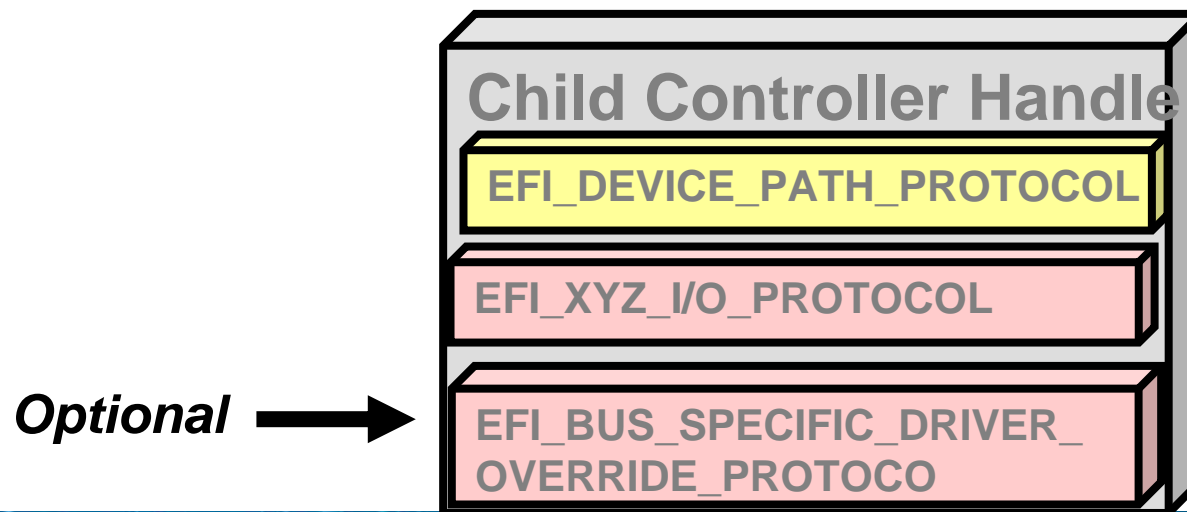 Child Controller Handle
EFI_DEVICE_PATH_PROTOCOL
EFI_XYZ_I/O_PROTOCOL
Optional
EFI_BUS_SPECIFIC_DRIVER_
OVERRIDE_PROTOCO